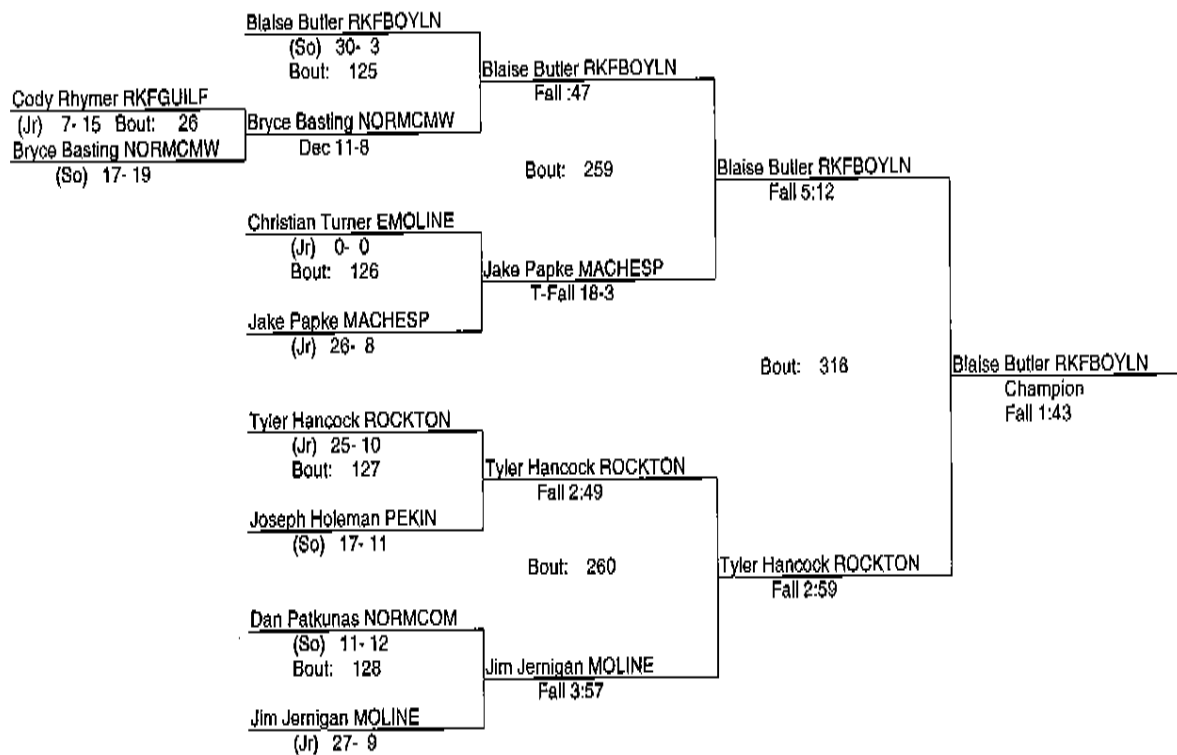 Blaise Butler RKFBOYLN
(So) 30- 3
Bout: 125
Cody Rhymer RKFGUILF
(Jr) 7- 15 Bout: 26
Bryce Basting NORMCMW
(So) 17- 19
Bryce Basting NORMCMW
Dec 11-8
Blaise Butler RKFBOYLN
Fall :47
Bout: 259
Christian Turner EMOLINE
(Jr) 0- 0
Bout: 126
Jake Papke MACHESP
(Jr) 26- 8
Jake Papke MACHESP
T-Fall 18-3
Blaise Butler RKFBOYLN
Fall 5:12
Bout: 316
Blaise Butler RKFBOYLN
Champion
Fall 1:43
Tyler Hancock ROCKTON
(Jr) 25- 10
Bout: 127
Joseph Holeman PEKIN
(So) 17- 11
Tyler Hancock ROCKTON
Fall 2:49
Bout: 260
Dan Patkunas NORMCOM
(So) 11- 12
Bout: 128
Jim Jernigan MOLINE
(Jr) 27- 9
Jim Jernigan MOLINE
Fall 3:57
Tyler Hancock ROCKTON
Fall 2:59